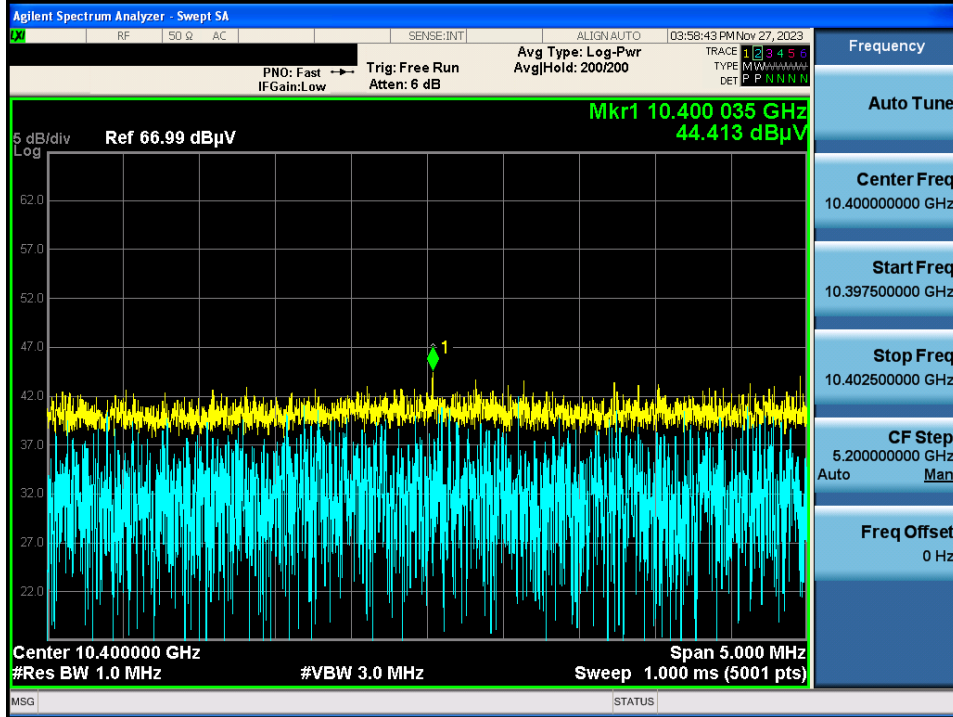 Agilent Spectrum Analyzer - Swept SA
LXI RF 50 Ω AC SENSE:INT ALIGN AUTO 03:58:43 PM Nov 27, 2023
PNO: Fast
IFGain:Low
Trig: Free Run
Atten: 6 dB
Avg Type: Log-Pwr
Avg|Hold: 200/200
TRACE 1 2 3 4 5 6
TYPE MWWWWW
DET P P N N N N
Mkr1 10.400 035 GHz
44.413 dBµV
5 dB/div Ref 66.99 dBµV
Log
62.0
57.0
52.0
47.0
42.0
37.0
32.0
27.0
22.0
1
Center 10.400000 GHz Span 5.000 MHz
#Res BW 1.0 MHz #VBW 3.0 MHz Sweep 1.000 ms (5001 pts)
MSG STATUS
Frequency
Auto Tune
Center Freq
10.400000000 GHz
Start Freq
10.397500000 GHz
Stop Freq
10.402500000 GHz
CF Step
5.200000000 GHz
Auto Man
Freq Offset
0 Hz